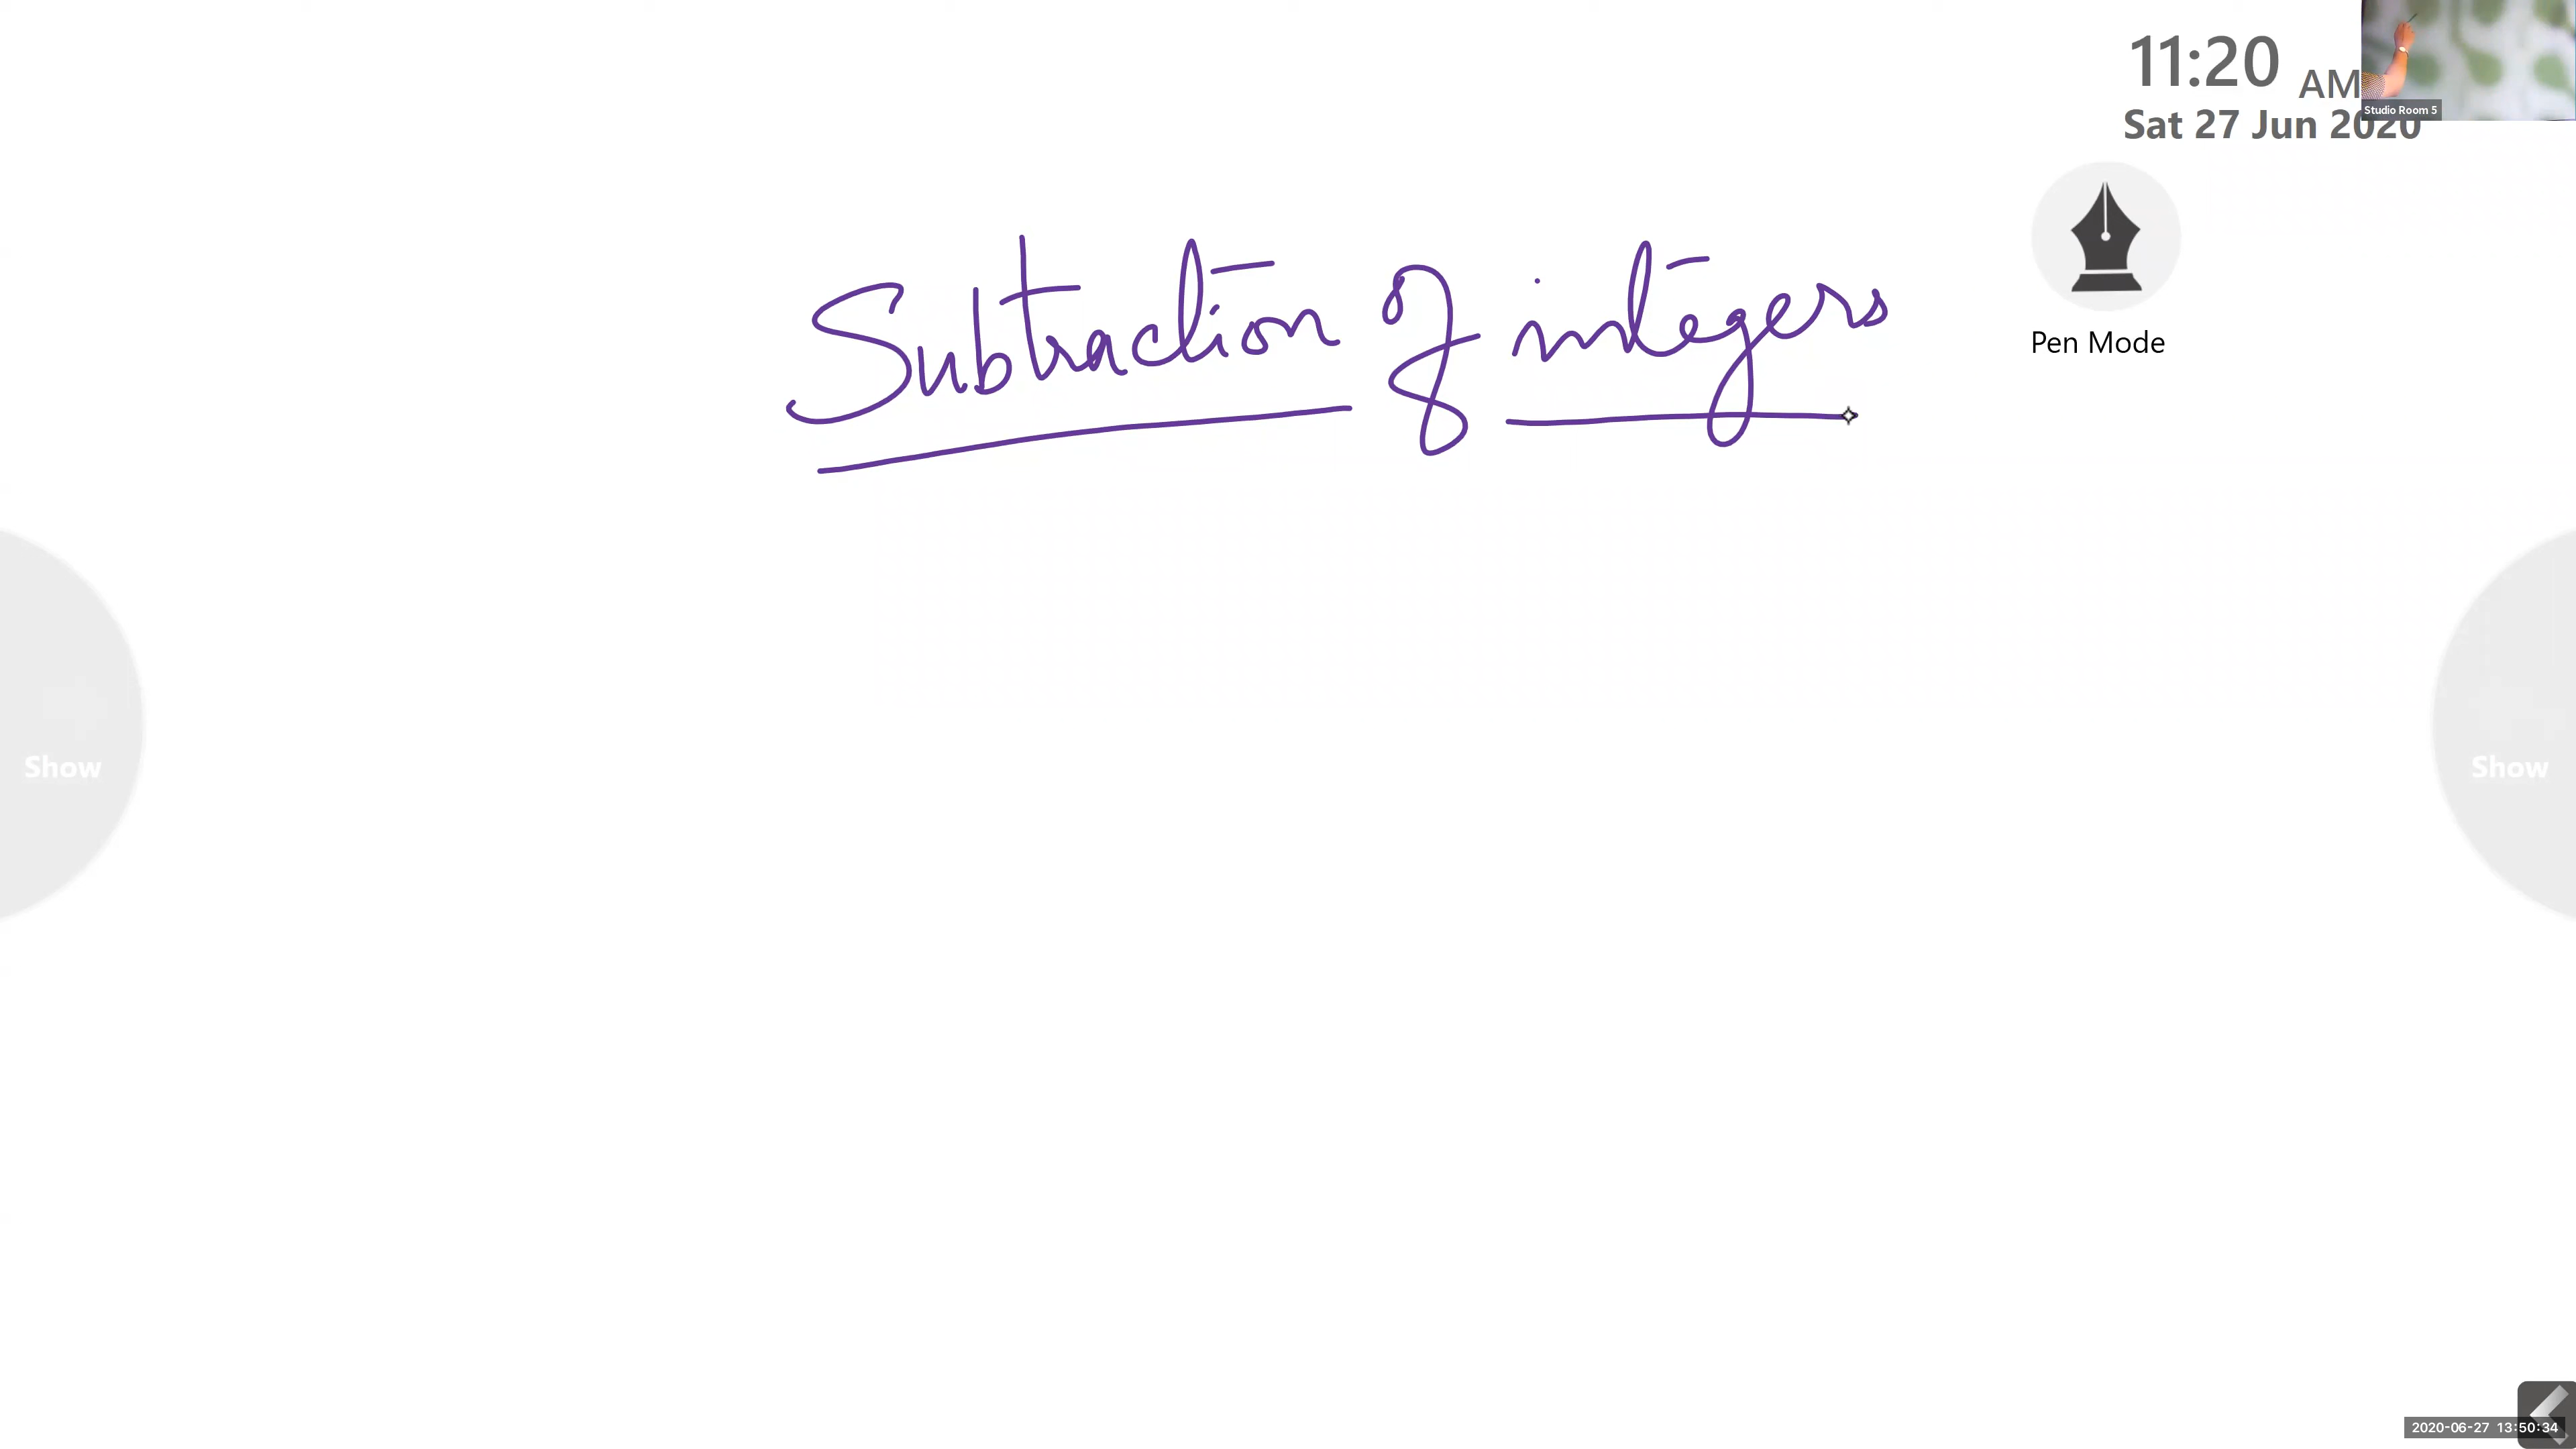 11:20 AM
Studio Room 5
Sat 27 Jun 2020
Subtraction of integers
Pen Mode
Show
Show
2020-06-27 13:50:34